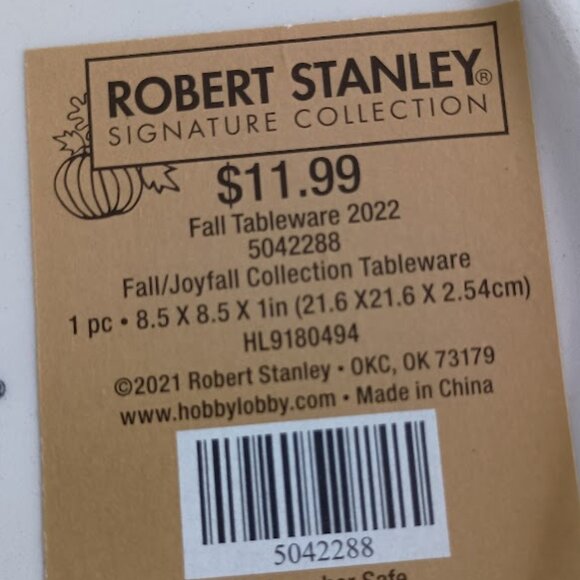 ROBERT STANLEY®
SIGNATURE COLLECTION
$11.99
Fall Tableware 2022
5042288
Fall/Joyfall Collection Tableware
1 pc • 8.5 X 8.5 X 1in (21.6 X21.6 X 2.54cm)
HL9180494
©2021 Robert Stanley • OKC, OK 73179
www.hobbylobby.com • Made in China
5042288
Safe